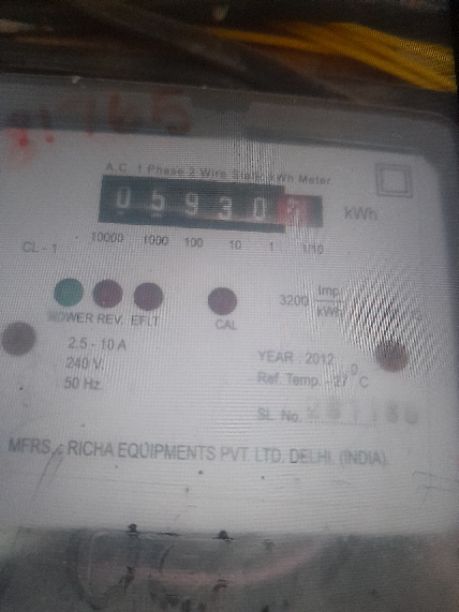 A.C. 1 Phase 2 Wire Static kWh Meter
05930
kWh
10000 1000 100 10 1 1/10
CL - 1
3200 Imp
kWh
POWER REV. EFLT
CAL
2.5 - 10 A
240 V.
50 Hz.
YEAR : 2012
Ref. Temp. - 27 °C
SL No.
MFRS. : RICHA EQUIPMENTS PVT. LTD. DELHI. (INDIA).